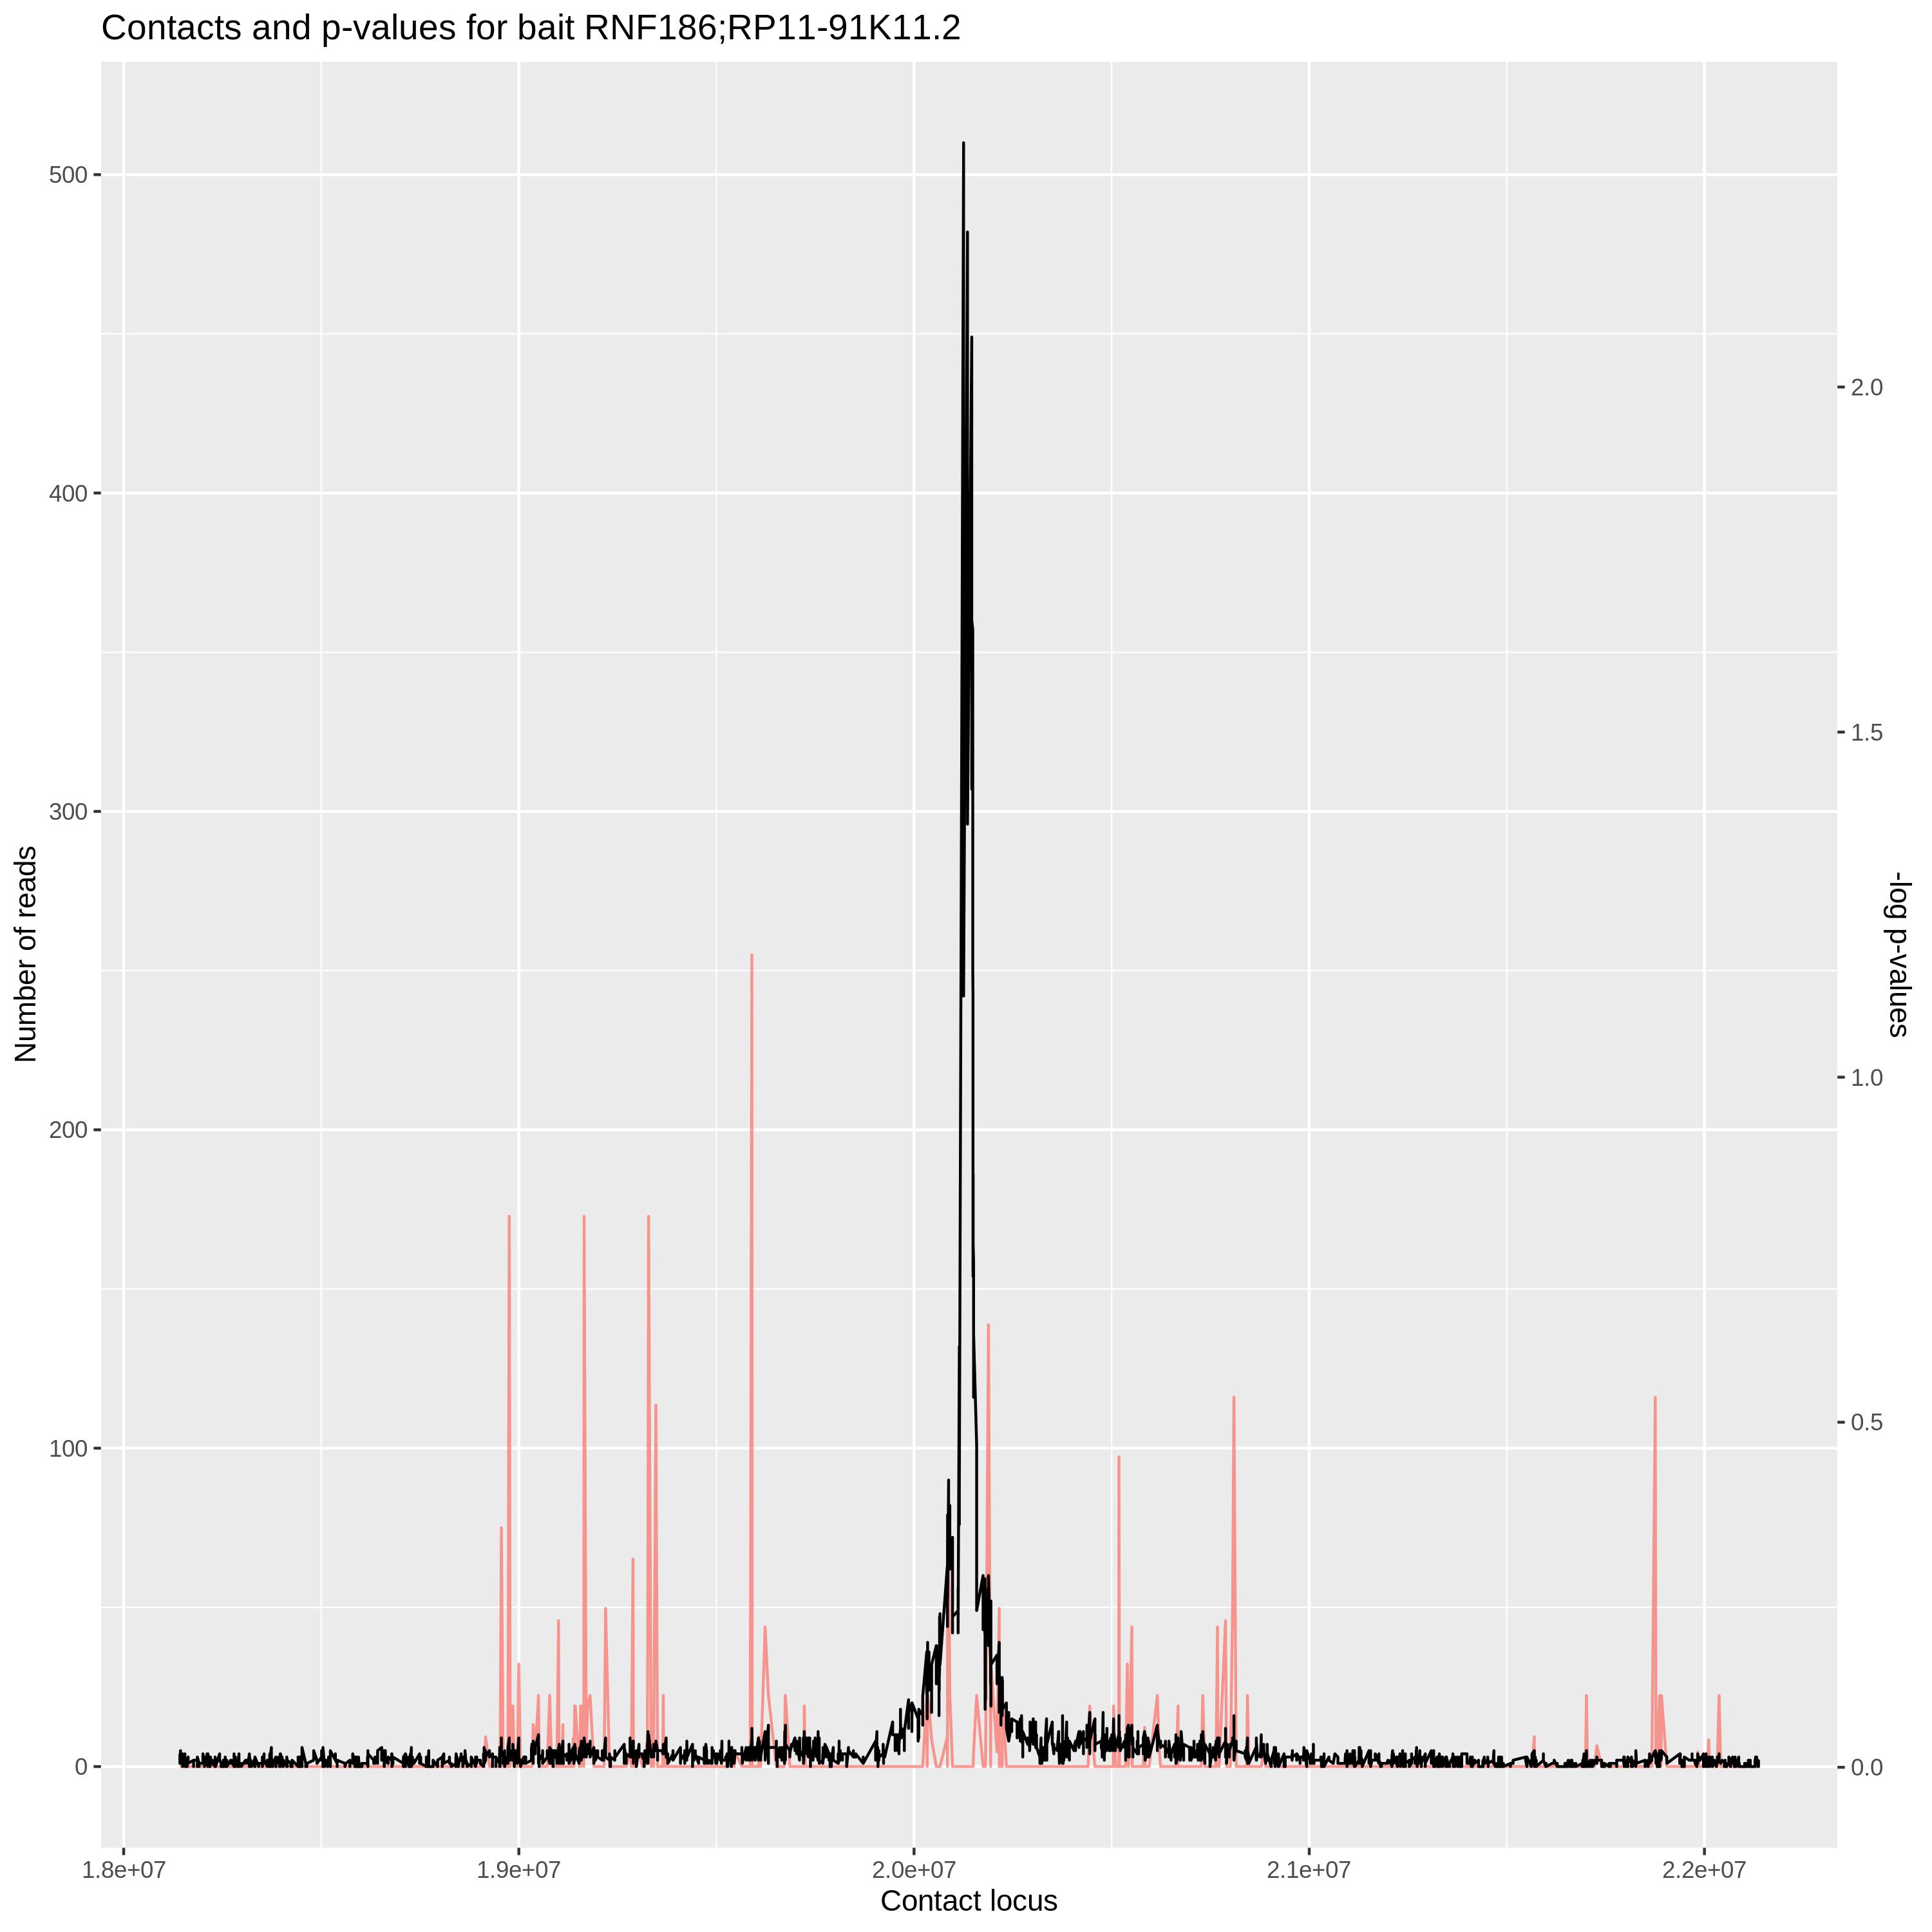 Contacts and p-values for bait RNF186;RP11-91K11.2
500
400
300
200
100
0
Number of reads
2.0
1.5
1.0
0.5
0.0
-log p-values
1.8e+07
1.9e+07
2.0e+07
2.1e+07
2.2e+07
Contact locus